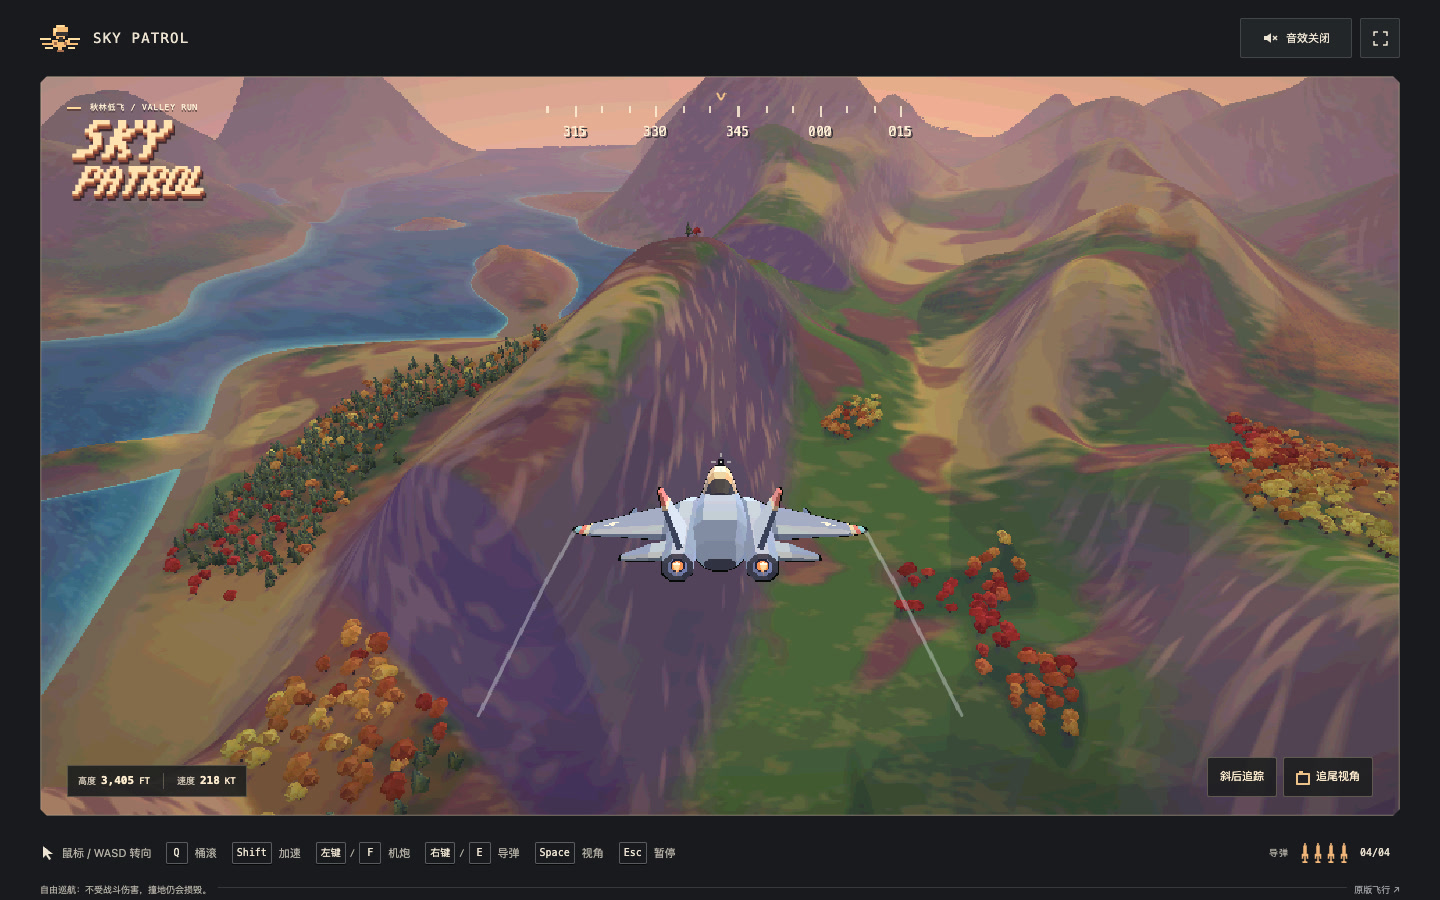 SKY PATROL
音效关闭
秋林低飞 / VALLEY RUN
SKY
PATROL
315 330 345 000 015
高度 3,405 FT 速度 218 KT
斜后追踪 追尾视角
鼠标 / WASD 转向 Q 桶滚 Shift 加速 左键 / F 机炮 右键 / E 导弹 Space 视角 Esc 暂停
导弹 04/04
自由巡航：不受战斗伤害，撞地仍会损毁。
原版飞行 ↗